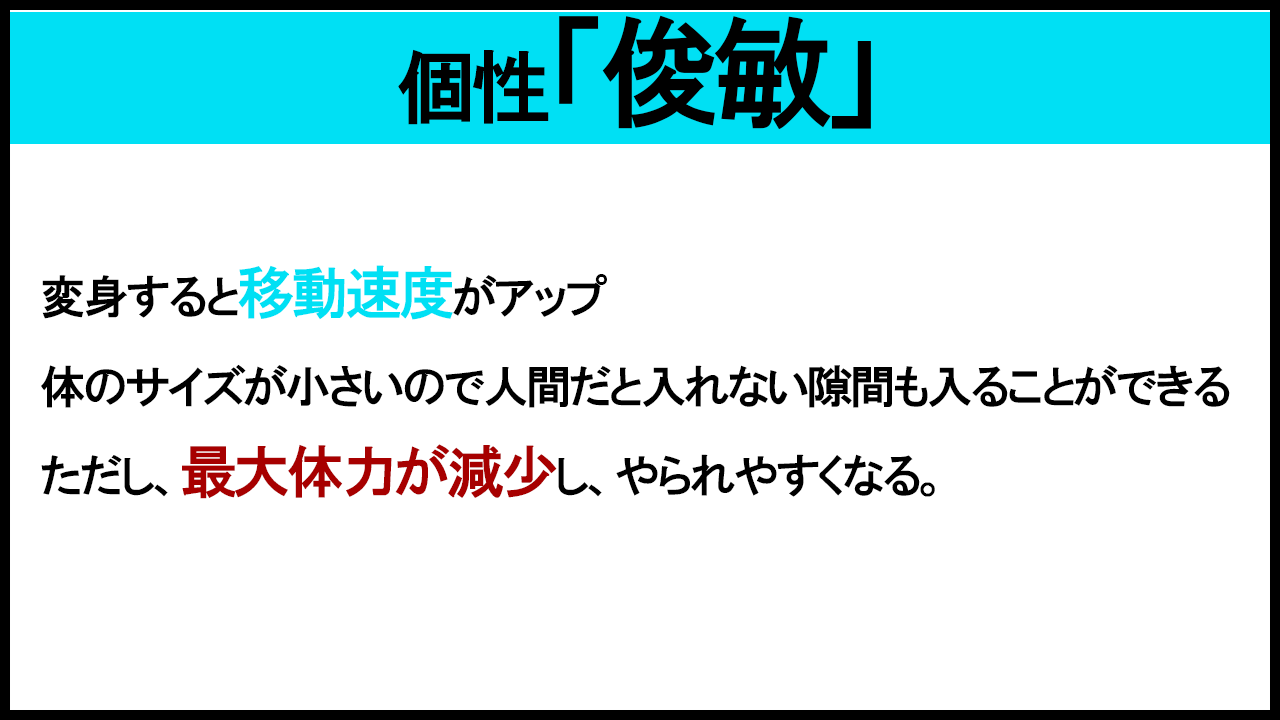 個性「俊敏」
変身すると移動速度がアップ
体のサイズが小さいので人間だと入れない隙間も入ることができる
ただし、最大体力が減少し、やられやすくなる。